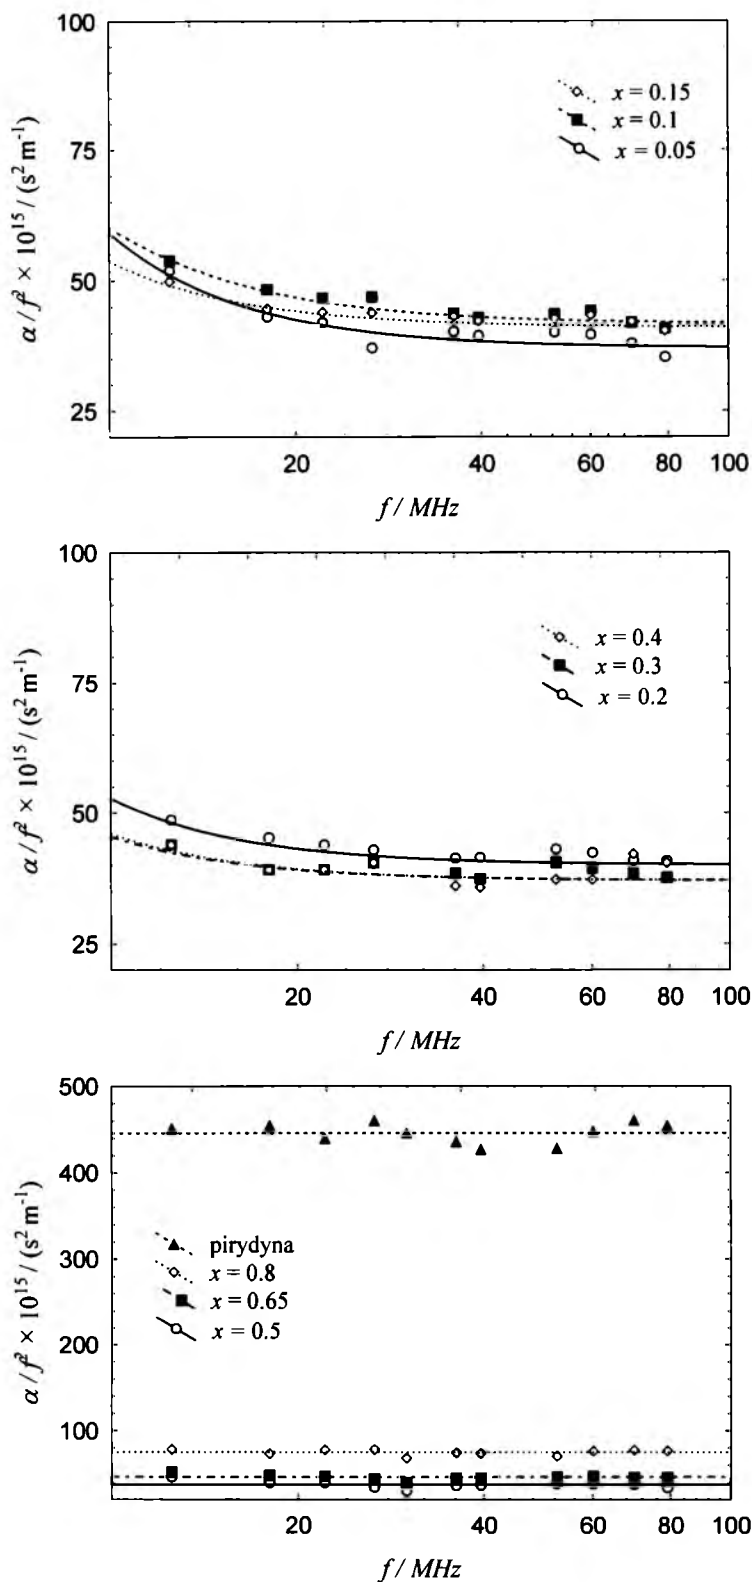 100
75
50
25
α / f² × 10¹⁵ / (s² m⁻¹)
x = 0.15
x = 0.1
x = 0.05
20 40 60 80 100
f / MHz
100
75
50
25
α / f² × 10¹⁵ / (s² m⁻¹)
x = 0.4
x = 0.3
x = 0.2
20 40 60 80 100
f / MHz
500
400
300
200
100
α / f² × 10¹⁵ / (s² m⁻¹)
pirydyna
x = 0.8
x = 0.65
x = 0.5
20 40 60 80 100
f / MHz